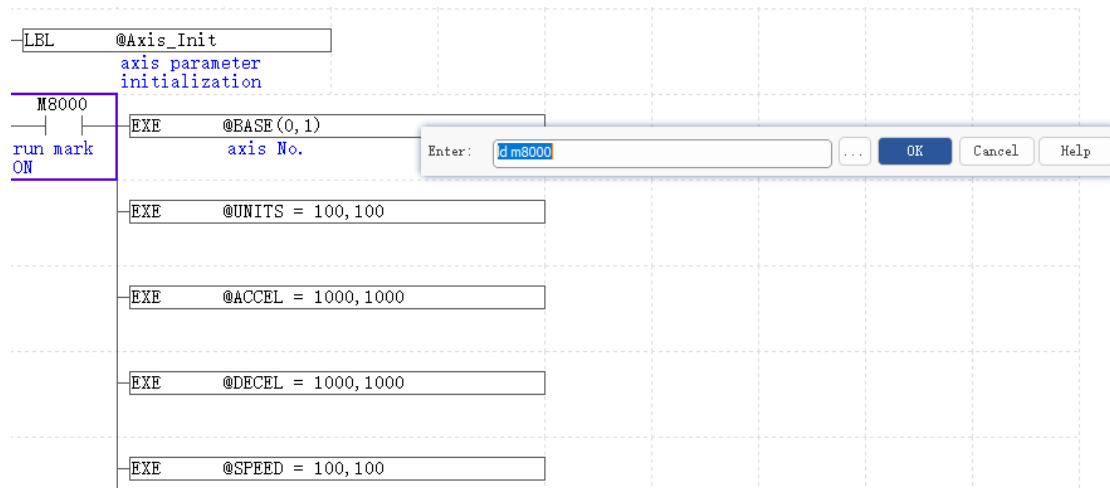 LBL @Axis_Init
axis parameter
initialization
M8000
EXE @BASE(0,1)
run mark
ON
axis No.
Enter: ld m8000 ... OK Cancel Help
EXE @UNITS = 100,100
EXE @ACCEL = 1000,1000
EXE @DECEL = 1000,1000
EXE @SPEED = 100,100